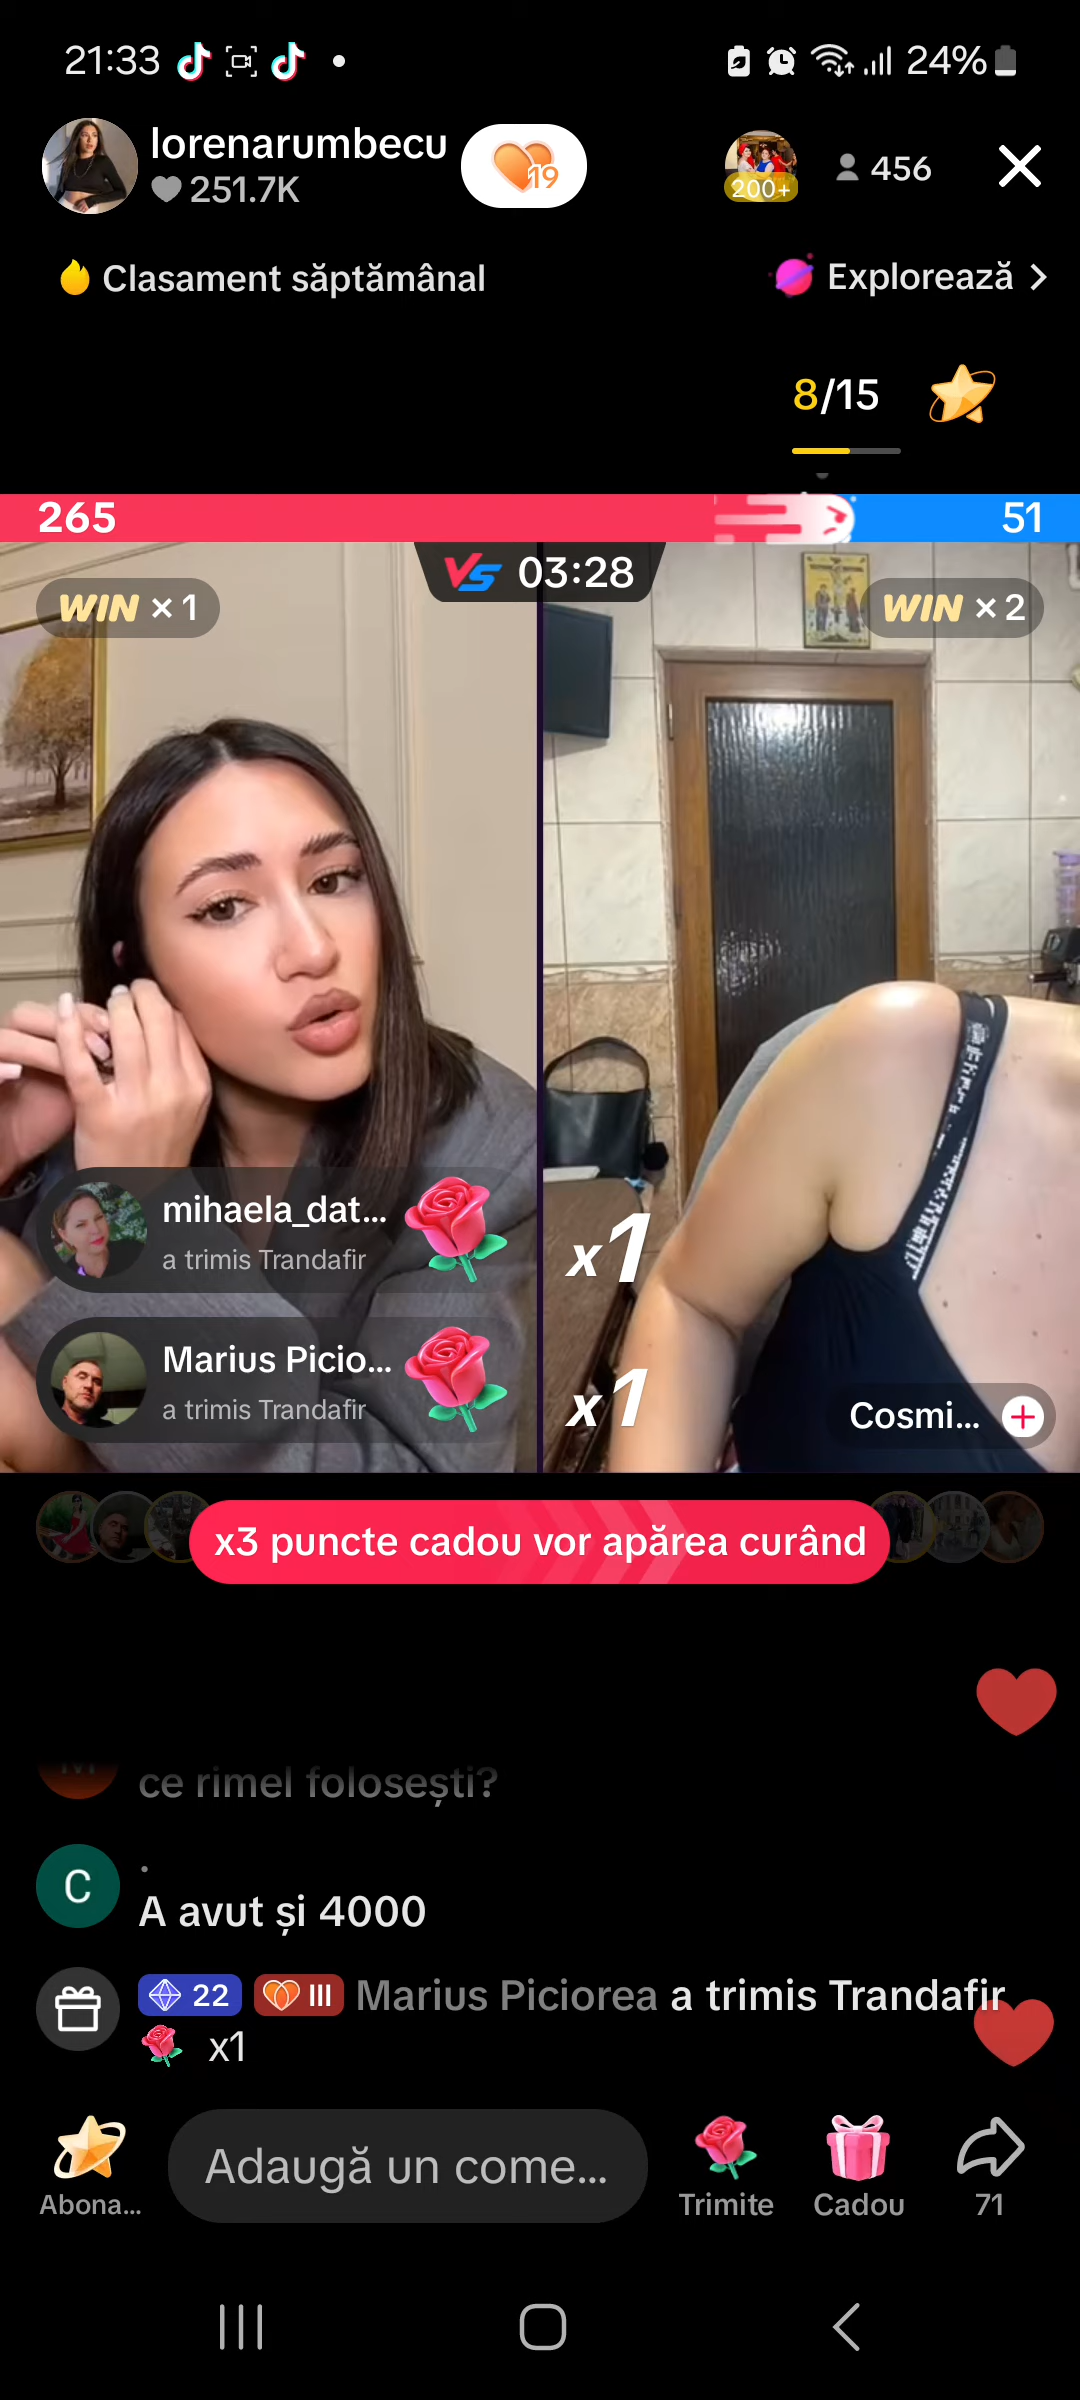 21:33
24%
lorenarumbecu
251.7K
19
200+
456
Clasament săptămânal
Explorează
8/15
265
51
VS 03:28
WIN × 1
WIN × 2
mihaela_dat...
a trimis Trandafir
x1
Marius Picio...
a trimis Trandafir
x1
Cosmi...
x3 puncte cadou vor apărea curând
ce rimel folosești?
C
.
A avut și 4000
22 III Marius Piciorea a trimis Trandafir
x1
Abona...
Adaugă un come...
Trimite
Cadou
71